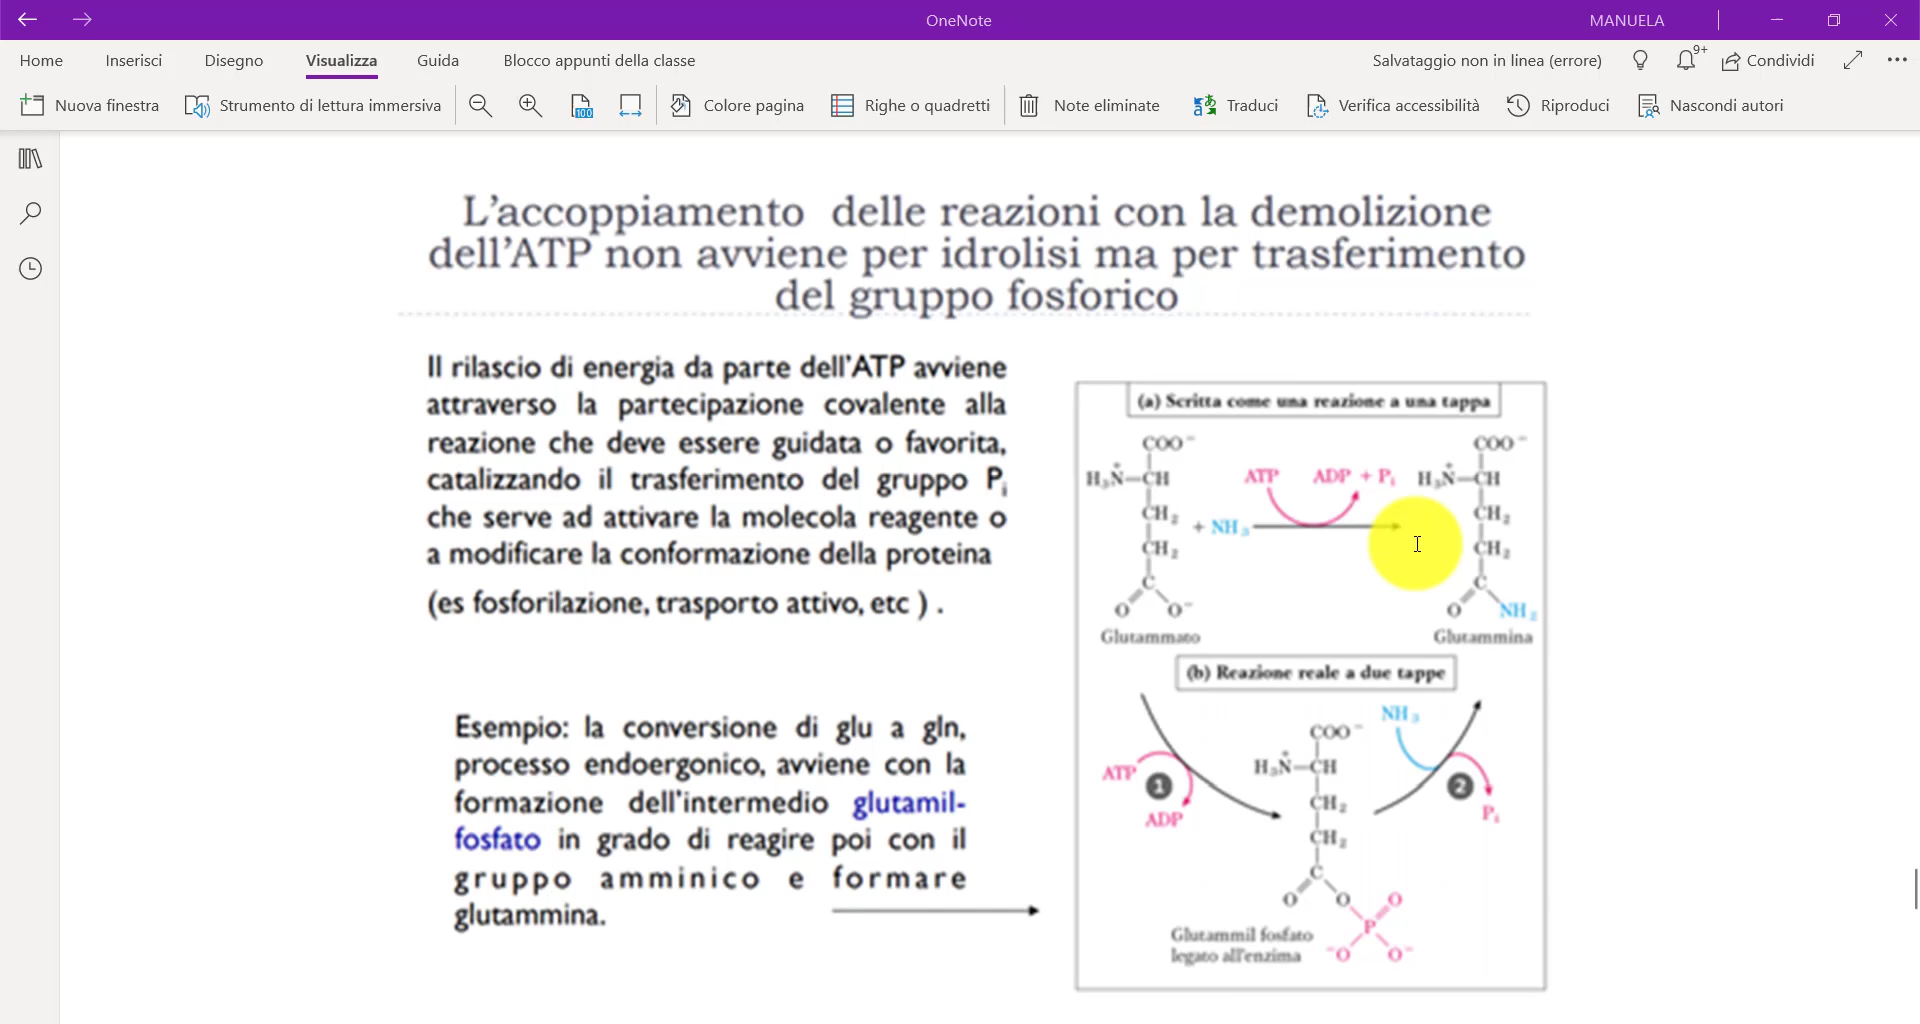 OneNote
MANUELA
Home Inserisci Disegno Visualizza Guida Blocco appunti della classe
Salvataggio non in linea (errore) 9+ Condividi
Nuova finestra Strumento di lettura immersiva 100 Colore pagina Righe o quadretti Note eliminate Traduci Verifica accessibilità Riproduci Nascondi autori
L'accoppiamento delle reazioni con la demolizione
dell'ATP non avviene per idrolisi ma per trasferimento
del gruppo fosforico
Il rilascio di energia da parte dell'ATP avviene
attraverso la partecipazione covalente alla
reazione che deve essere guidata o favorita,
catalizzando il trasferimento del gruppo Pi
che serve ad attivare la molecola reagente o
a modificare la conformazione della proteina
(es fosforilazione, trasporto attivo, etc ) .
Esempio: la conversione di glu a gln,
processo endoergonico, avviene con la
formazione dell'intermedio glutamil-
fosfato in grado di reagire poi con il
gruppo amminico e formare
glutammina.
(a) Scritta come una reazione a una tappa
COO⁻ COO⁻
H₃N⁺—CH ATP ADP + Pi H₃N⁺—CH
CH₂ CH₂
+ NH₃
CH₂ CH₂
C C
O O⁻ O NH₂
Glutammato Glutammina
(b) Reazione reale a due tappe
NH₃
COO⁻
H₃N⁺—CH
ATP 1 2
CH₂ Pi
ADP
CH₂
C
O O O
P
Glutammil fosfato
legato all'enzima ⁻O O⁻